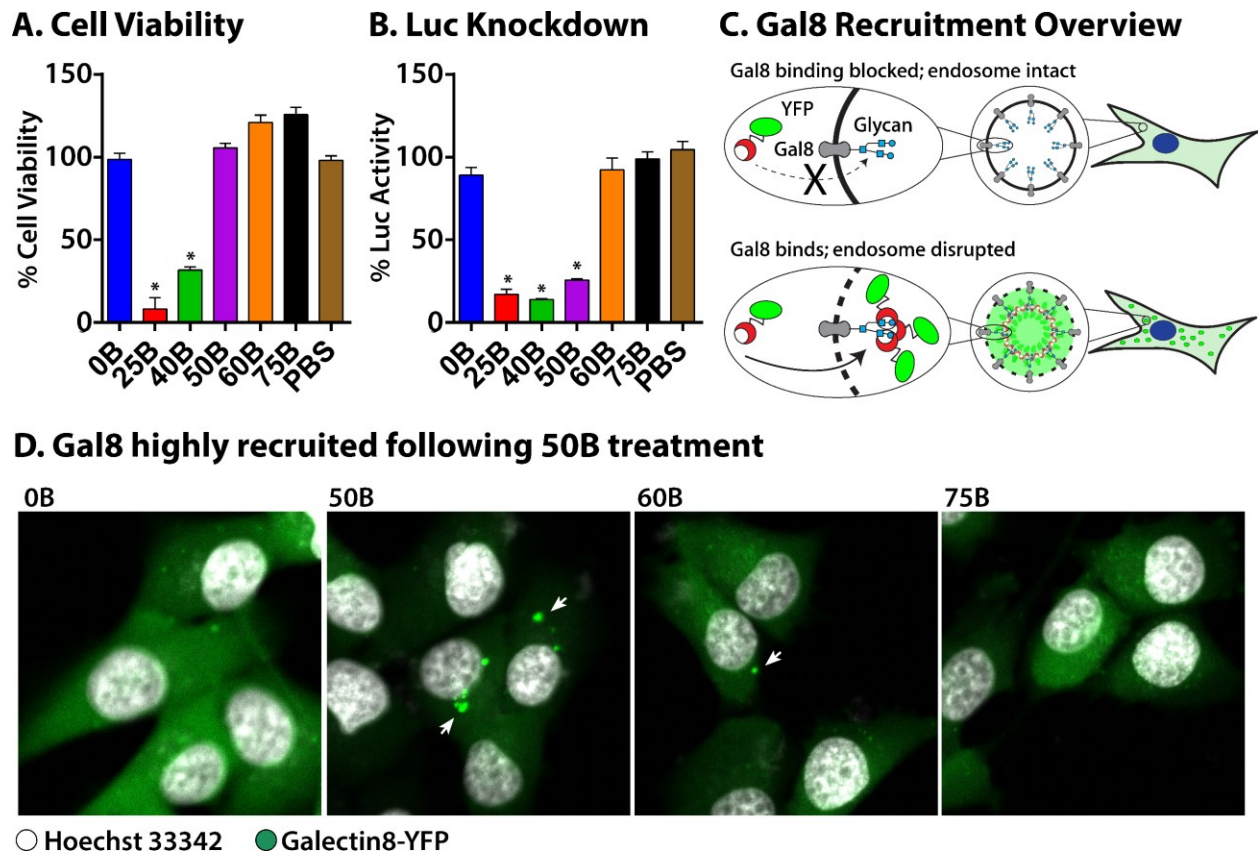 A. Cell Viability
150
100
50
0
% Cell Viability
*
*
0B
25B
40B
50B
60B
75B
PBS
B. Luc Knockdown
150
100
50
0
% Luc Activity
*
*
*
0B
25B
40B
50B
60B
75B
PBS
C. Gal8 Recruitment Overview
Gal8 binding blocked; endosome intact
YFP
Glycan
Gal8
X
Gal8 binds; endosome disrupted
D. Gal8 highly recruited following 50B treatment
0B
50B
60B
75B
Hoechst 33342
Galectin8-YFP